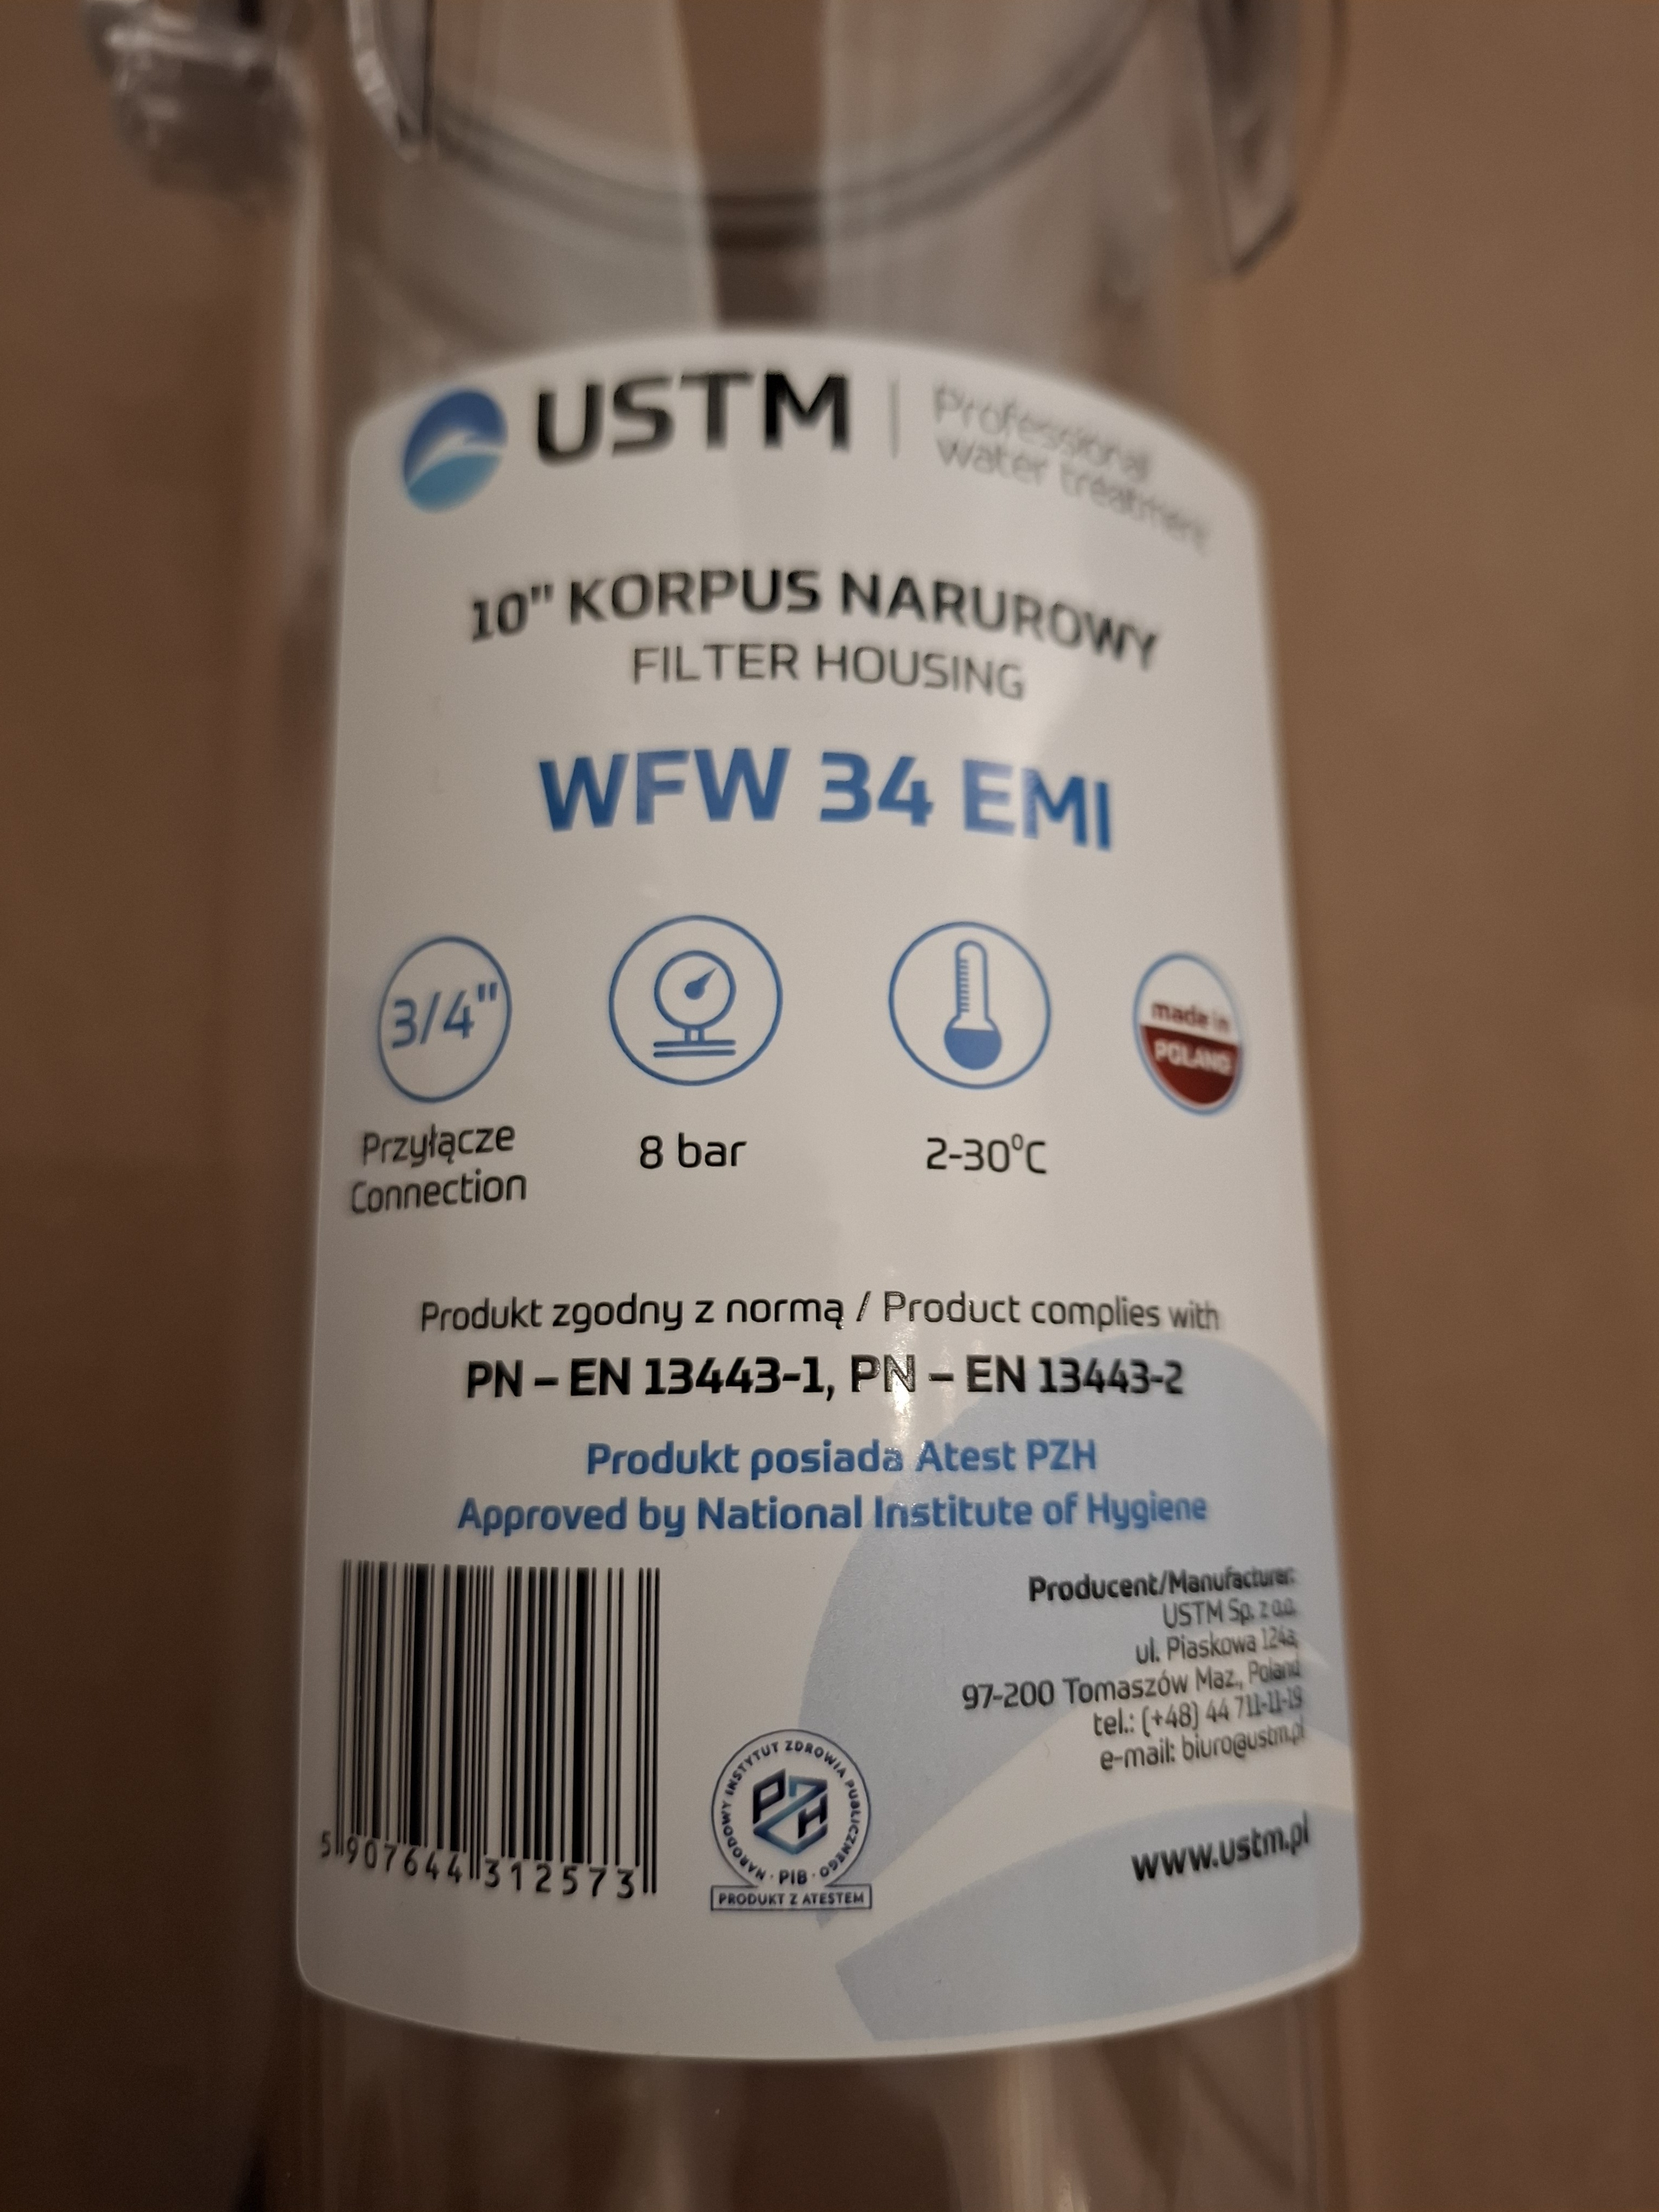 USTM
Professional
water treatment
10" KORPUS NARUROWY
FILTER HOUSING
WFW 34 EMI
3/4"
made in
POLAND
Przyłącze
Connection
8 bar
2-30°C
Produkt zgodny z normą / Product complies with
PN – EN 13443-1, PN – EN 13443-2
Produkt posiada Atest PZH
Approved by National Institute of Hygiene
Producent/Manufacturer:
USTM Sp. z o.o.
ul. Piaskowa 124a,
97-200 Tomaszów Maz., Poland
tel.: (+48) 44 711-11-19
e-mail: biuro@ustm.pl
www.ustm.pl
5 907644 312573
NARODOWY INSTYTUT ZDROWIA PUBLICZNEGO
PZH
· PIB ·
PRODUKT Z ATESTEM